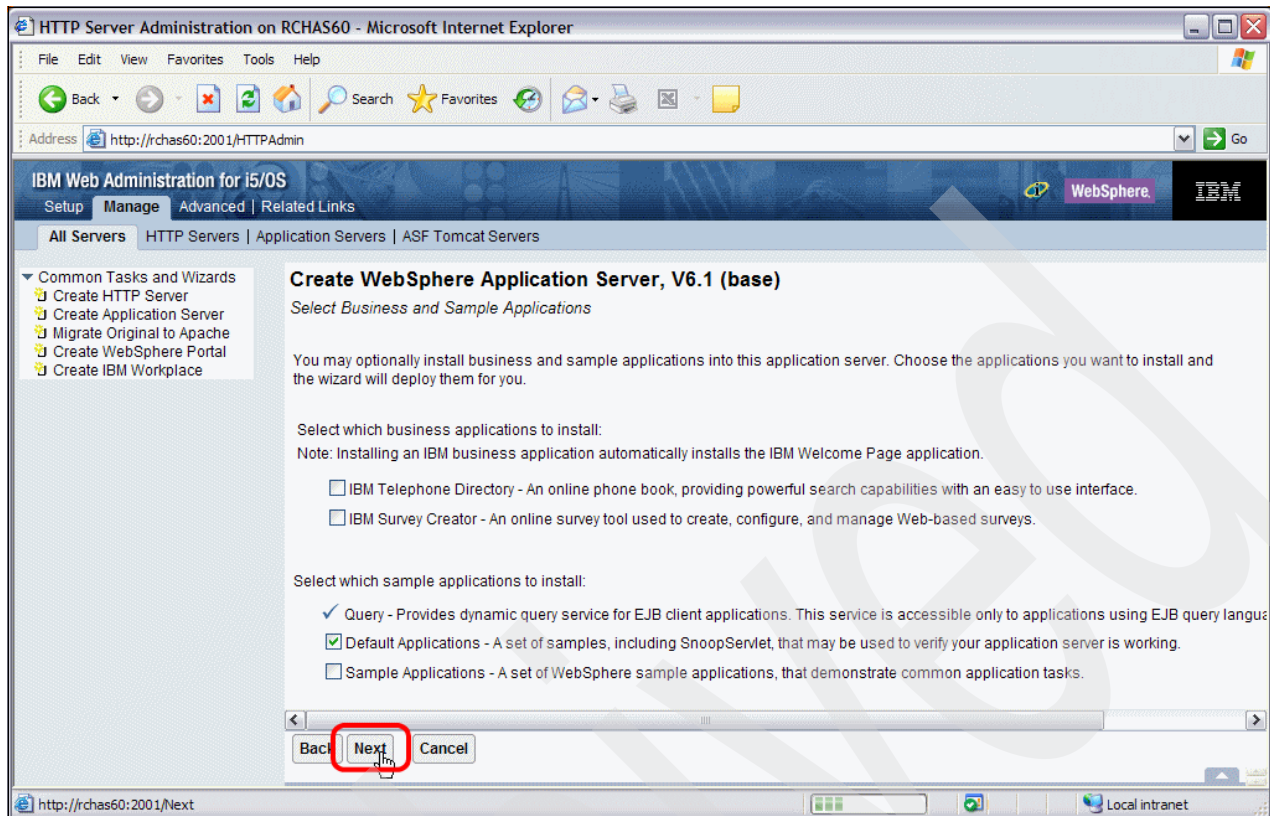 HTTP Server Administration on RCHAS60 - Microsoft Internet Explorer
File Edit View Favorites Tools Help
Back Search Favorites
Address http://rchas60:2001/HTTPAdmin Go
IBM Web Administration for i5/OS
WebSphere. IBM
Setup Manage Advanced | Related Links
All Servers HTTP Servers | Application Servers | ASF Tomcat Servers
Common Tasks and Wizards
Create HTTP Server
Create Application Server
Migrate Original to Apache
Create WebSphere Portal
Create IBM Workplace
Create WebSphere Application Server, V6.1 (base)
Select Business and Sample Applications
You may optionally install business and sample applications into this application server. Choose the applications you want to install and
the wizard will deploy them for you.
Select which business applications to install:
Note: Installing an IBM business application automatically installs the IBM Welcome Page application.
IBM Telephone Directory - An online phone book, providing powerful search capabilities with an easy to use interface.
IBM Survey Creator - An online survey tool used to create, configure, and manage Web-based surveys.
Select which sample applications to install:
Query - Provides dynamic query service for EJB client applications. This service is accessible only to applications using EJB query langua
Default Applications - A set of samples, including SnoopServlet, that may be used to verify your application server is working.
Sample Applications - A set of WebSphere sample applications, that demonstrate common application tasks.
Back Next Cancel
http://rchas60:2001/Next Local intranet